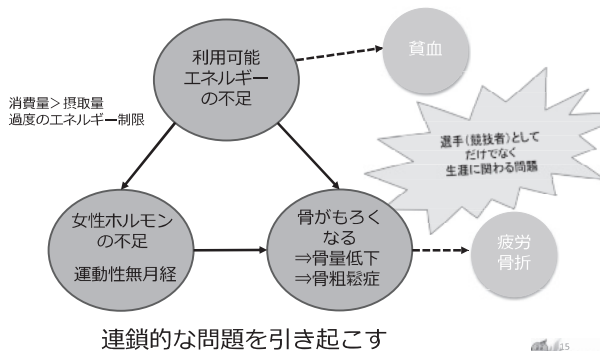 利用可能
エネルギー
の不足
貧血
消費量＞摂取量
過度のエネルギー制限
選手（競技者）として
だけでなく
生涯に関わる問題
女性ホルモン
の不足
運動性無月経
骨がもろく
なる
⇒骨量低下
⇒骨粗鬆症
疲労
骨折
連鎖的な問題を引き起こす
15